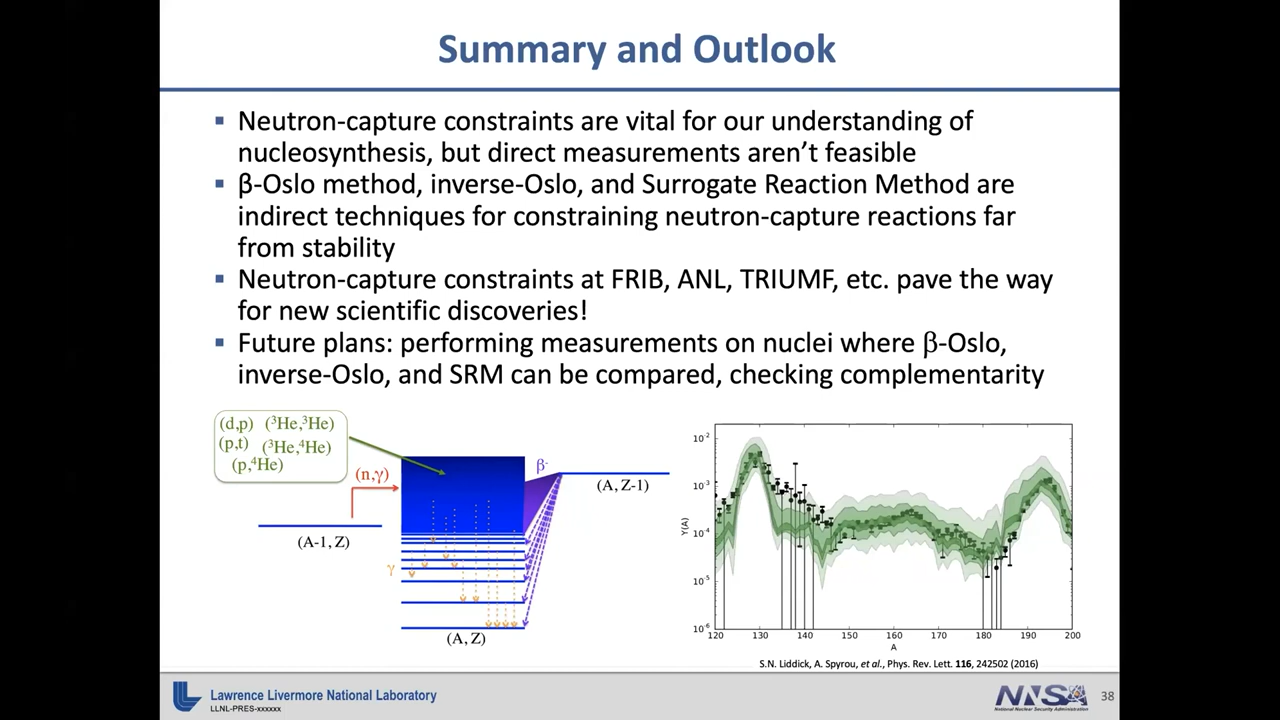 Summary and Outlook
▪ Neutron-capture constraints are vital for our understanding of
nucleosynthesis, but direct measurements aren’t feasible
▪ β-Oslo method, inverse-Oslo, and Surrogate Reaction Method are
indirect techniques for constraining neutron-capture reactions far
from stability
▪ Neutron-capture constraints at FRIB, ANL, TRIUMF, etc. pave the way
for new scientific discoveries!
▪ Future plans: performing measurements on nuclei where β-Oslo,
inverse-Oslo, and SRM can be compared, checking complementarity
(d,p) (³He,³He)
(p,t) (³He,⁴He)
(p,⁴He)
(n,γ)
(A-1, Z)
γ
(A, Z)
β⁻
(A, Z-1)
Y(A)
10⁻²
10⁻³
10⁻⁴
10⁻⁵
10⁻⁶
120 130 140 150 160 170 180 190 200
A
S.N. Liddick, A. Spyrou, et al., Phys. Rev. Lett. 116, 242502 (2016)
Lawrence Livermore National Laboratory
LLNL-PRES-xxxxxx
NNSA
National Nuclear Security Administration
38